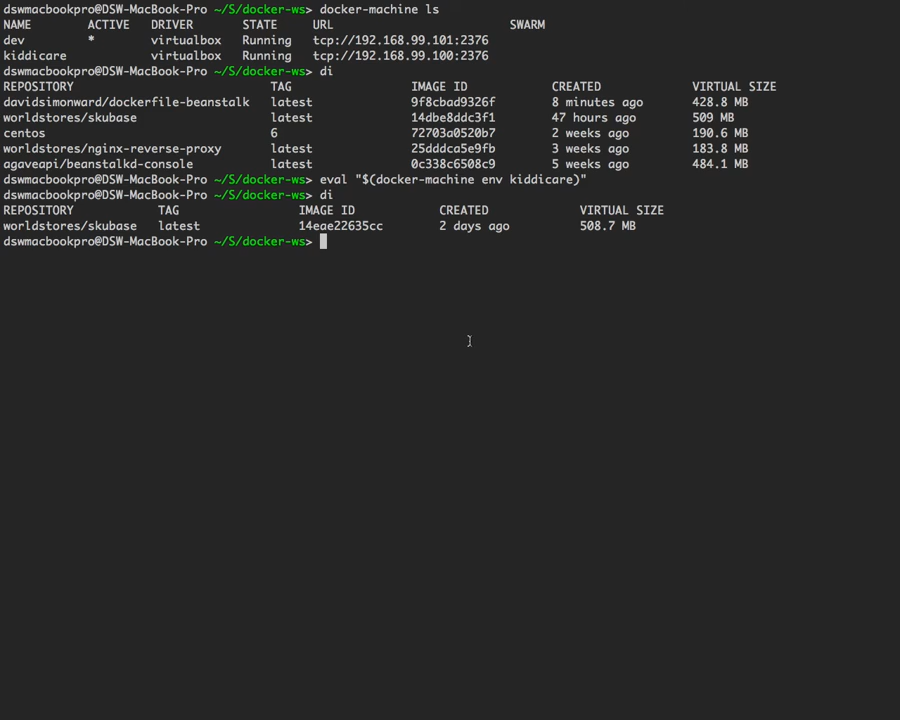 dswmacbookpro@DSW-MacBook-Pro ~/S/docker-ws> docker-machine ls
NAME ACTIVE DRIVER STATE URL SWARM
dev * virtualbox Running tcp://192.168.99.101:2376
kiddicare virtualbox Running tcp://192.168.99.100:2376
dswmacbookpro@DSW-MacBook-Pro ~/S/docker-ws> di
REPOSITORY TAG IMAGE ID CREATED VIRTUAL SIZE
davidsimonward/dockerfile-beanstalk latest 9f8cbad9326f 8 minutes ago 428.8 MB
worldstores/skubase latest 14dbe8ddc3f1 47 hours ago 509 MB
centos 6 72703a0520b7 2 weeks ago 190.6 MB
worldstores/nginx-reverse-proxy latest 25dddca5e9fb 3 weeks ago 183.8 MB
agaveapi/beanstalkd-console latest 0c338c6508c9 5 weeks ago 484.1 MB
dswmacbookpro@DSW-MacBook-Pro ~/S/docker-ws> eval "$(docker-machine env kiddicare)"
dswmacbookpro@DSW-MacBook-Pro ~/S/docker-ws> di
REPOSITORY TAG IMAGE ID CREATED VIRTUAL SIZE
worldstores/skubase latest 14eae22635cc 2 days ago 508.7 MB
dswmacbookpro@DSW-MacBook-Pro ~/S/docker-ws>